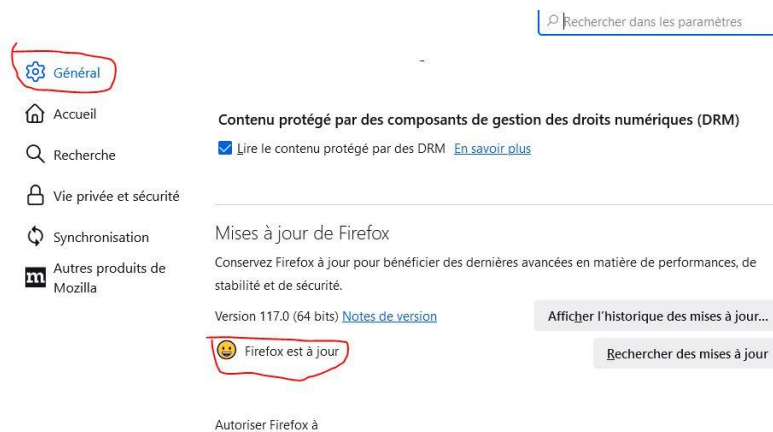 Rechercher dans les paramètres
Général
Accueil
Recherche
Vie privée et sécurité
Synchronisation
Autres produits de
Mozilla
Contenu protégé par des composants de gestion des droits numériques (DRM)
Lire le contenu protégé par des DRM En savoir plus
Mises à jour de Firefox
Conservez Firefox à jour pour bénéficier des dernières avancées en matière de performances, de
stabilité et de sécurité.
Version 117.0 (64 bits) Notes de version
Afficher l'historique des mises à jour...
Firefox est à jour
Rechercher des mises à jour
Autoriser Firefox à